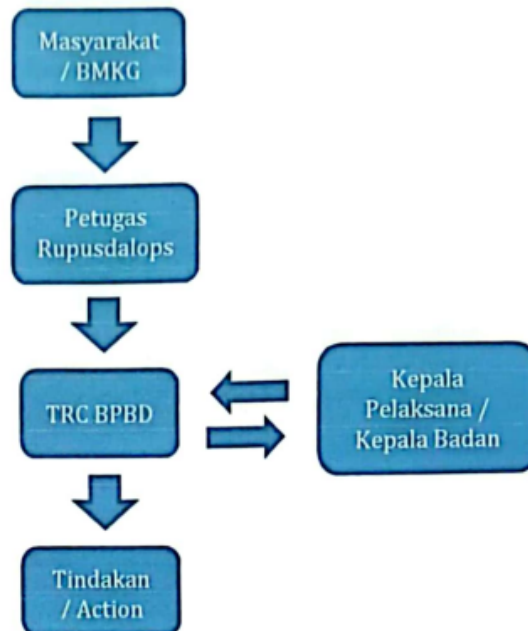 Masyarakat
/ BMKG
Petugas
Rupusdalops
TRC BPBD
Kepala
Pelaksana /
Kepala Badan
Tindakan
/ Action